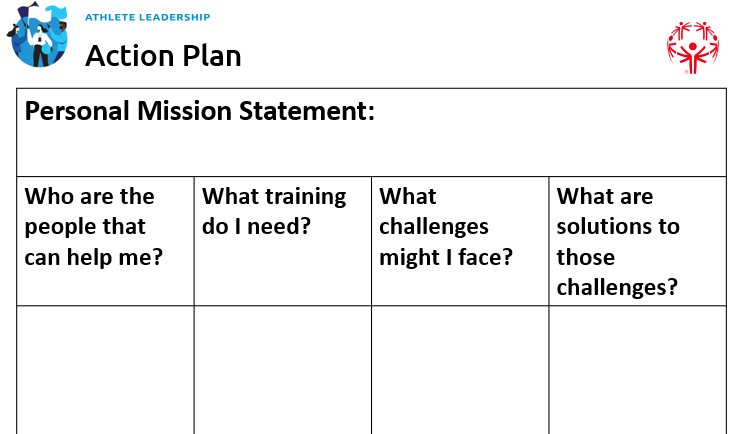 ATHLETE LEADERSHIP
Action Plan
Personal Mission Statement:
Who are the
people that
can help me?
What training
do I need?
What
challenges
might I face?
What are
solutions to
those
challenges?